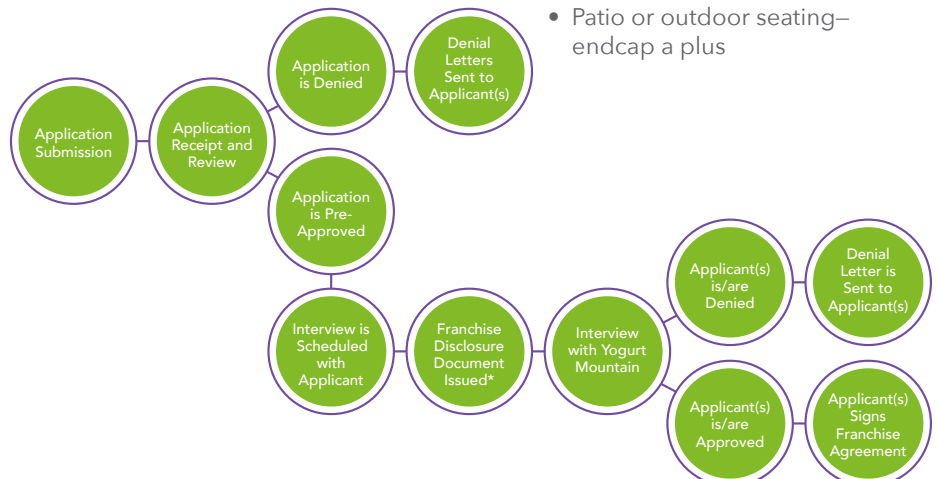 • Patio or outdoor seating–
endcap a plus
Application
is Denied
Denial
Letters
Sent to
Applicant(s)
Application
Submission
Application
Receipt and
Review
Application
is Pre-
Approved
Interview is
Scheduled
with
Applicant
Franchise
Disclosure
Document
Issued*
Interview
with Yogurt
Mountain
Applicant(s)
is/are
Denied
Denial
Letter is
Sent to
Applicant(s)
Applicant(s)
is/are
Approved
Applicant(s)
Signs
Franchise
Agreement